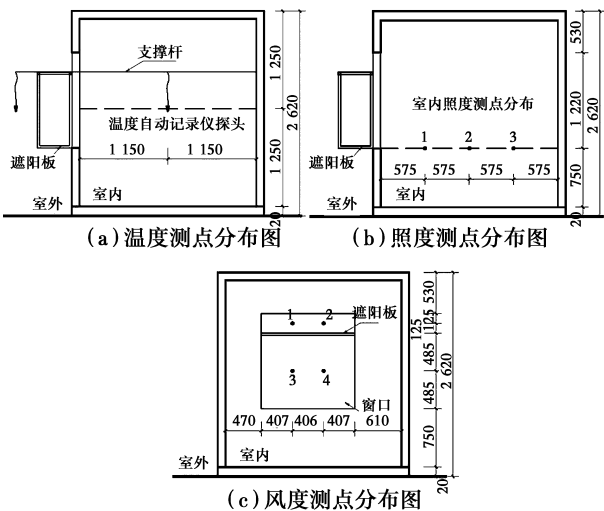 支撑杆
温度自动记录仪探头
1 150
1 150
遮阳板
室外
室内
1 250
1 250
20
2 620
(a)温度测点分布图
室内照度测点分布
1
2
3
575
575
575
575
遮阳板
室外
室内
530
1 220
750
20
2 620
(b)照度测点分布图
1
2
遮阳板
3
4
窗口
470
407
406
407
610
室外
室内
530
125
125
485
485
750
20
2 620
(c)风度测点分布图